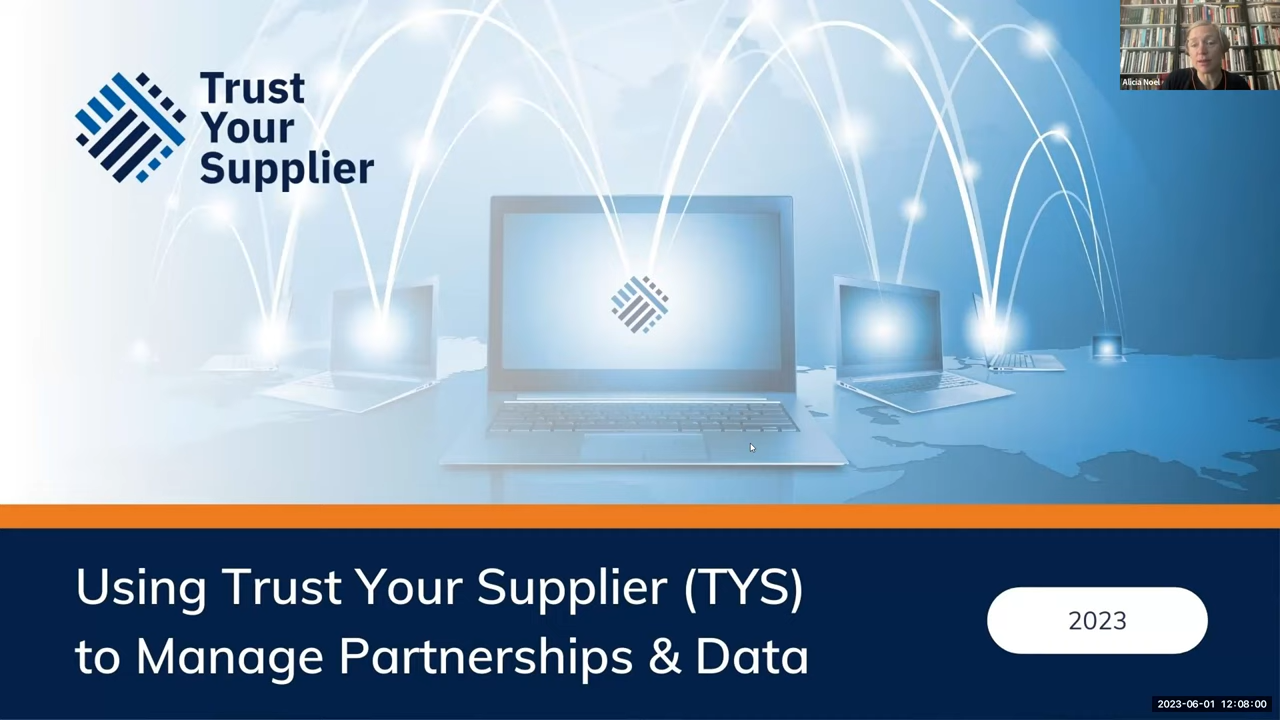 Trust
Your
Supplier
Alicia Noel
Using Trust Your Supplier (TYS)
to Manage Partnerships & Data
2023
2023-06-01 12:08:00